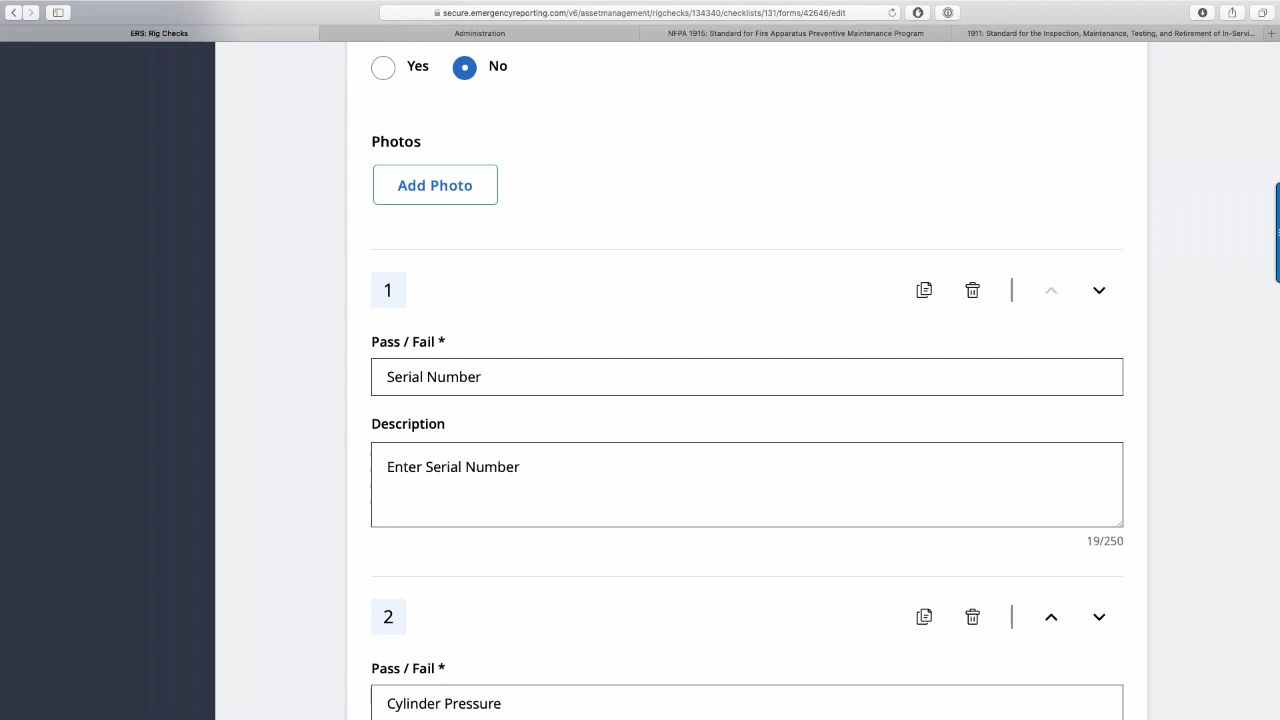 secure.emergencyreporting.com/v6/assetmanagement/rigchecks/134340/checklists/131/forms/42646/edit
ERS: Rig Checks
Administration
NFPA 1915: Standard for Fire Apparatus Preventive Maintenance Program
1911: Standard for the Inspection, Maintenance, Testing, and Retirement of In-Servi...
Yes
No
Photos
Add Photo
1
Pass / Fail *
Serial Number
Description
Enter Serial Number
19/250
2
Pass / Fail *
Cylinder Pressure